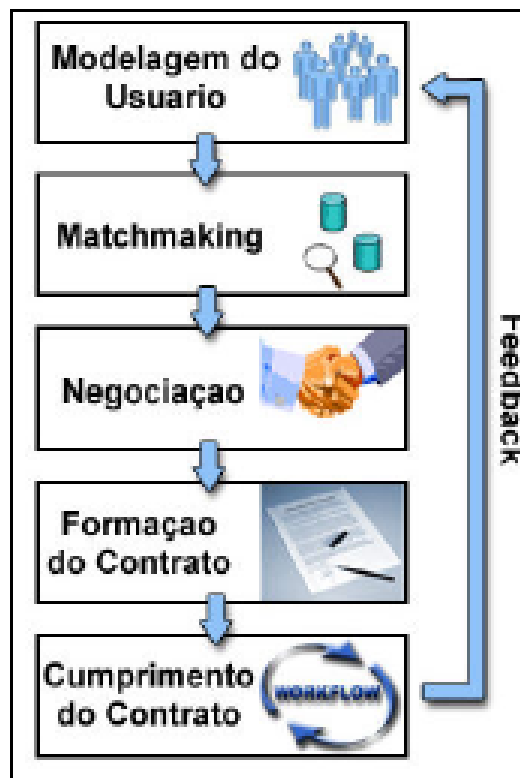 Modelagem do
Usuario
Matchmaking
Negociaçao
Formaçao
do Contrato
Cumprimento
do Contrato
WORKFLOW
Feedback